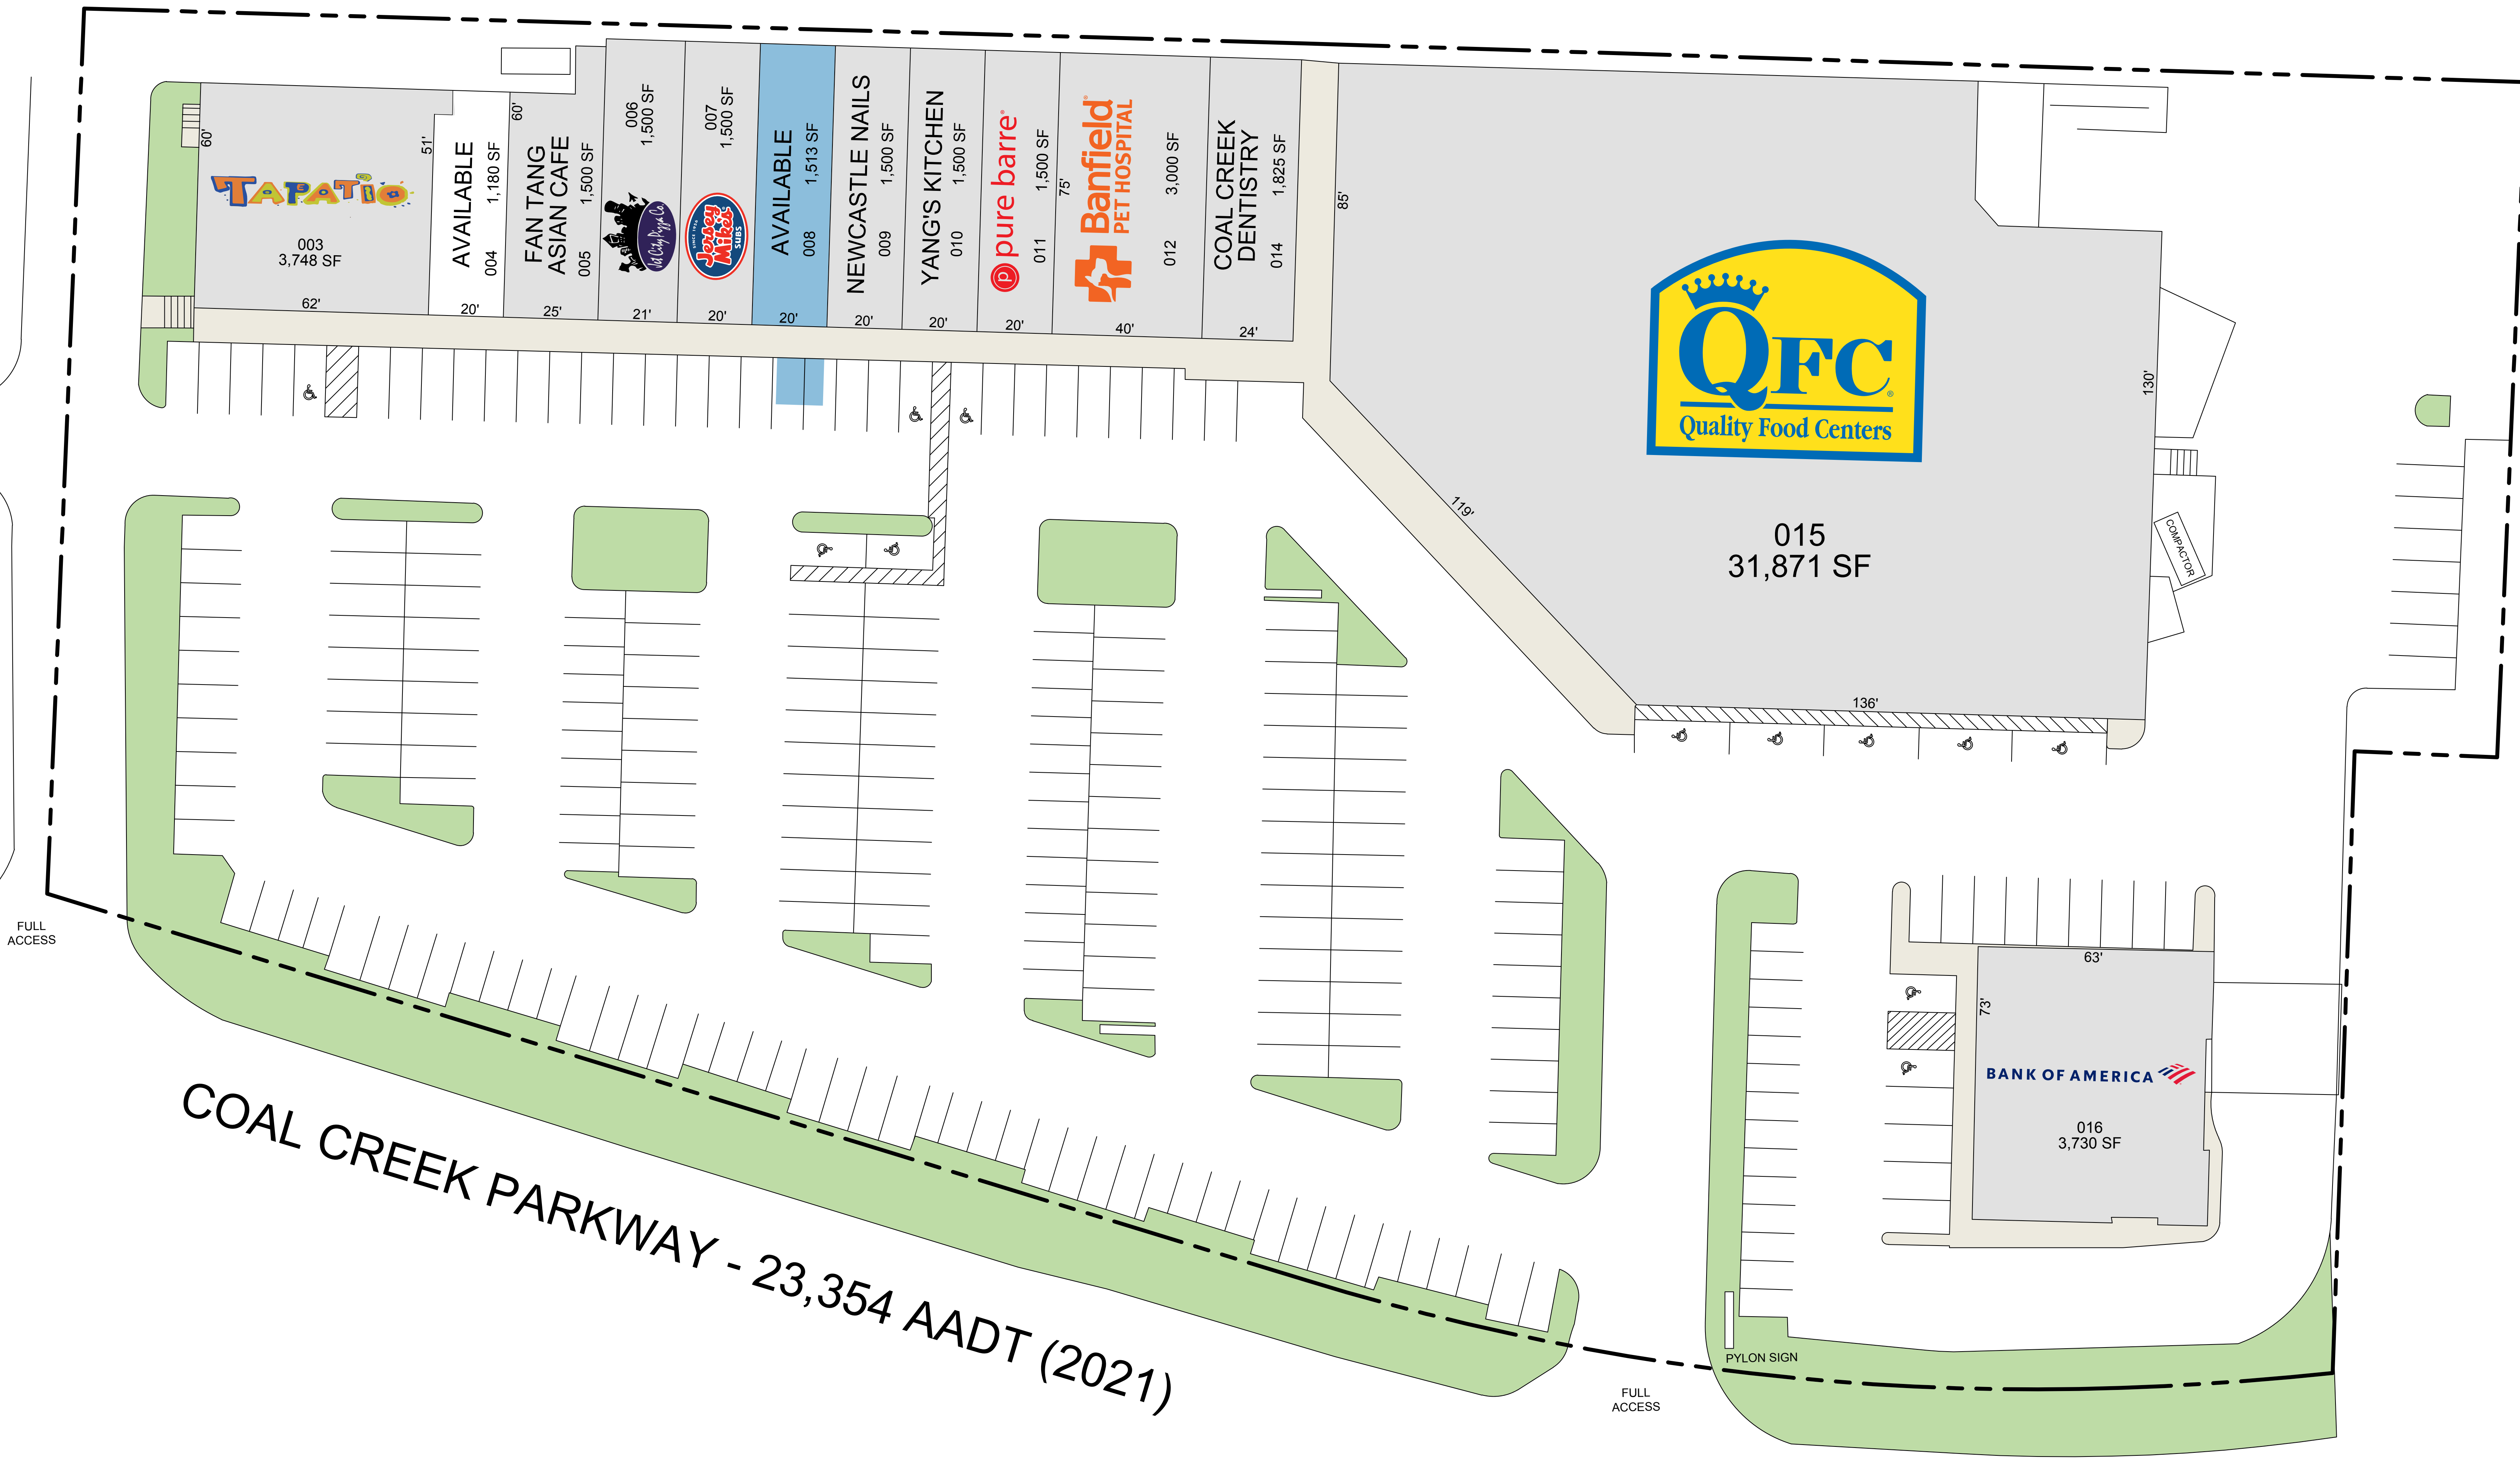 60'
TAPATIO
003
3,748 SF
62'
51'
AVAILABLE
004 1,180 SF
20'
60'
FAN TANG
ASIAN CAFE
005 1,500 SF
25'
006
1,500 SF
Jet City Pizza Co.
21'
007
1,500 SF
SINCE 1956
Jersey
Mike's
SUBS
20'
AVAILABLE
008 1,513 SF
20'
NEWCASTLE NAILS
009 1,500 SF
20'
YANG'S KITCHEN
010 1,500 SF
20'
p pure barre
011 1,500 SF
20'
75'
Banfield®
PET HOSPITAL
012 3,000 SF
40'
COAL CREEK
DENTISTRY
014 1,825 SF
24'
85'
QFC®
Quality Food Centers
015
31,871 SF
119'
130'
136'
COMPACTOR
FULL
ACCESS
63'
73'
BANK OF AMERICA
016
3,730 SF
COAL CREEK PARKWAY - 23,354 AADT (2021)
PYLON SIGN
FULL
ACCESS